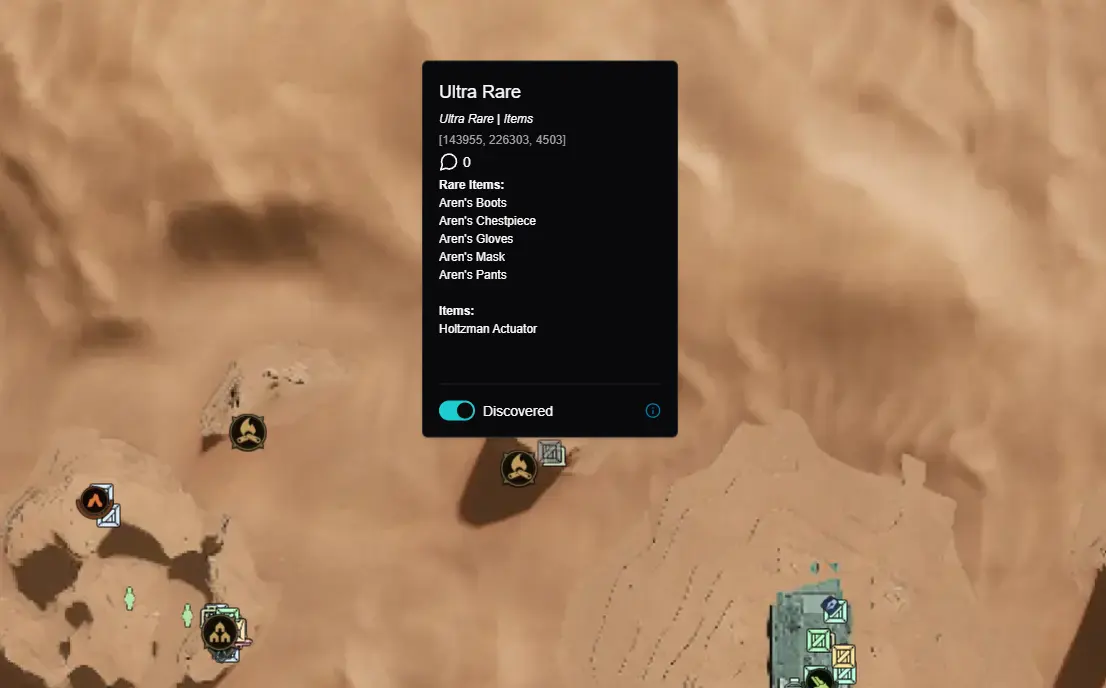 Ultra Rare
Ultra Rare | Items
[143955, 226303, 4503]
0
Rare Items:
Aren's Boots
Aren's Chestpiece
Aren's Gloves
Aren's Mask
Aren's Pants
Items:
Holtzman Actuator
Discovered